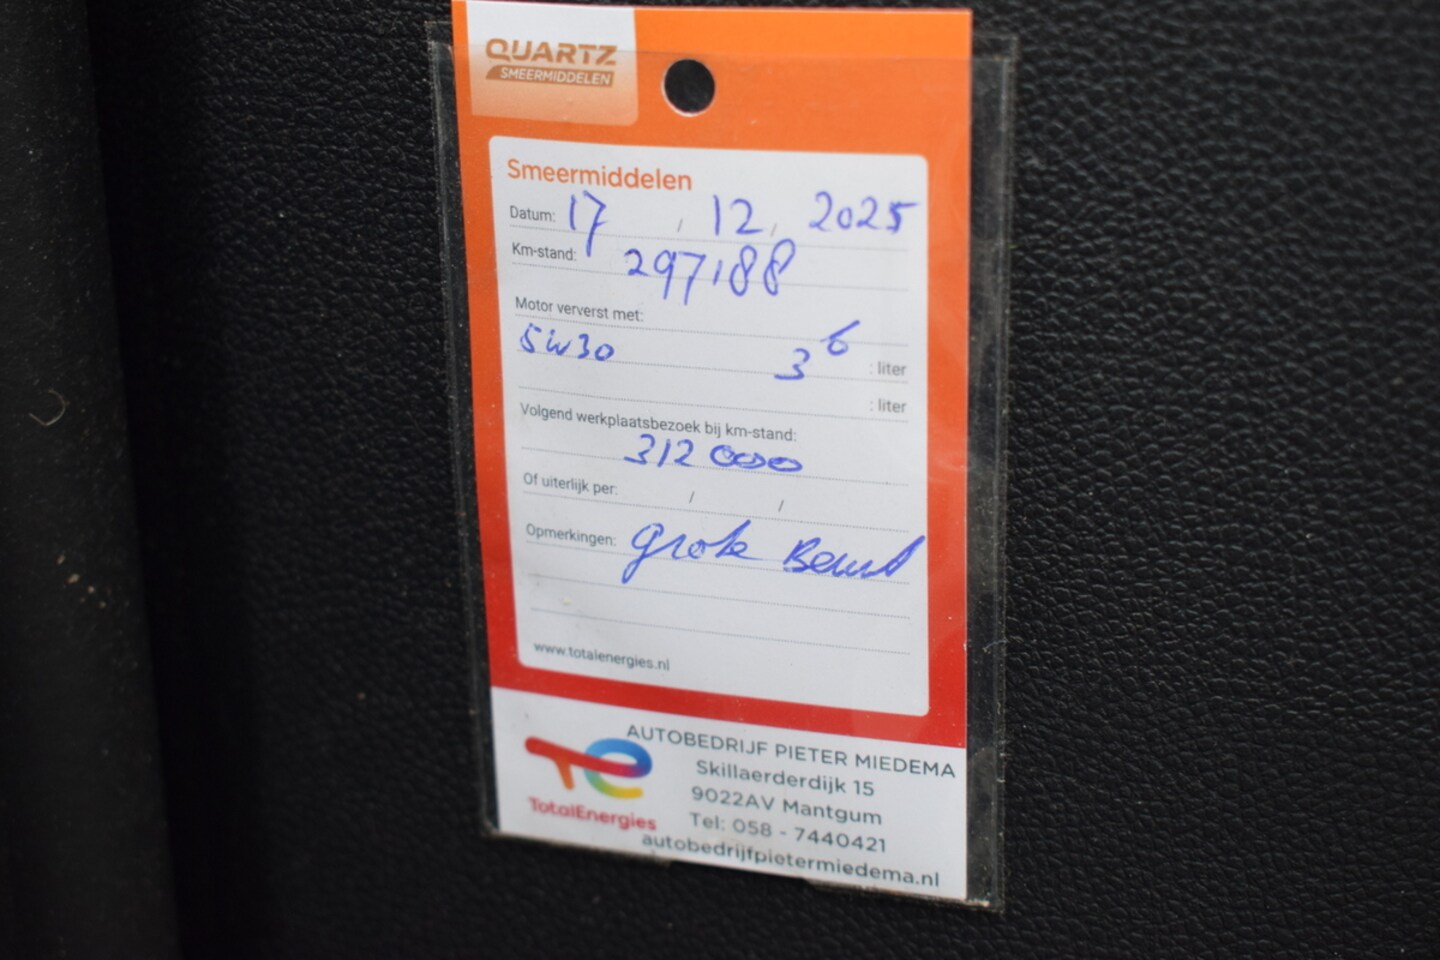 QUARTZ
SMEERMIDDELEN
Smeermiddelen
Datum: 17 / 12 / 2025
Km-stand: 297188
Motor ververst met:
5W30 3 6 : liter
: liter
Volgend werkplaatsbezoek bij km-stand:
312000
Of uiterlijk per: / /
Opmerkingen: Grote Beurt
www.totalenergies.nl
AUTOBEDRIJF PIETER MIEDEMA
Skillaerderdijk 15
9022AV Mantgum
TotalEnergies
Tel: 058 - 7440421
autobedrijfpietermiedema.nl